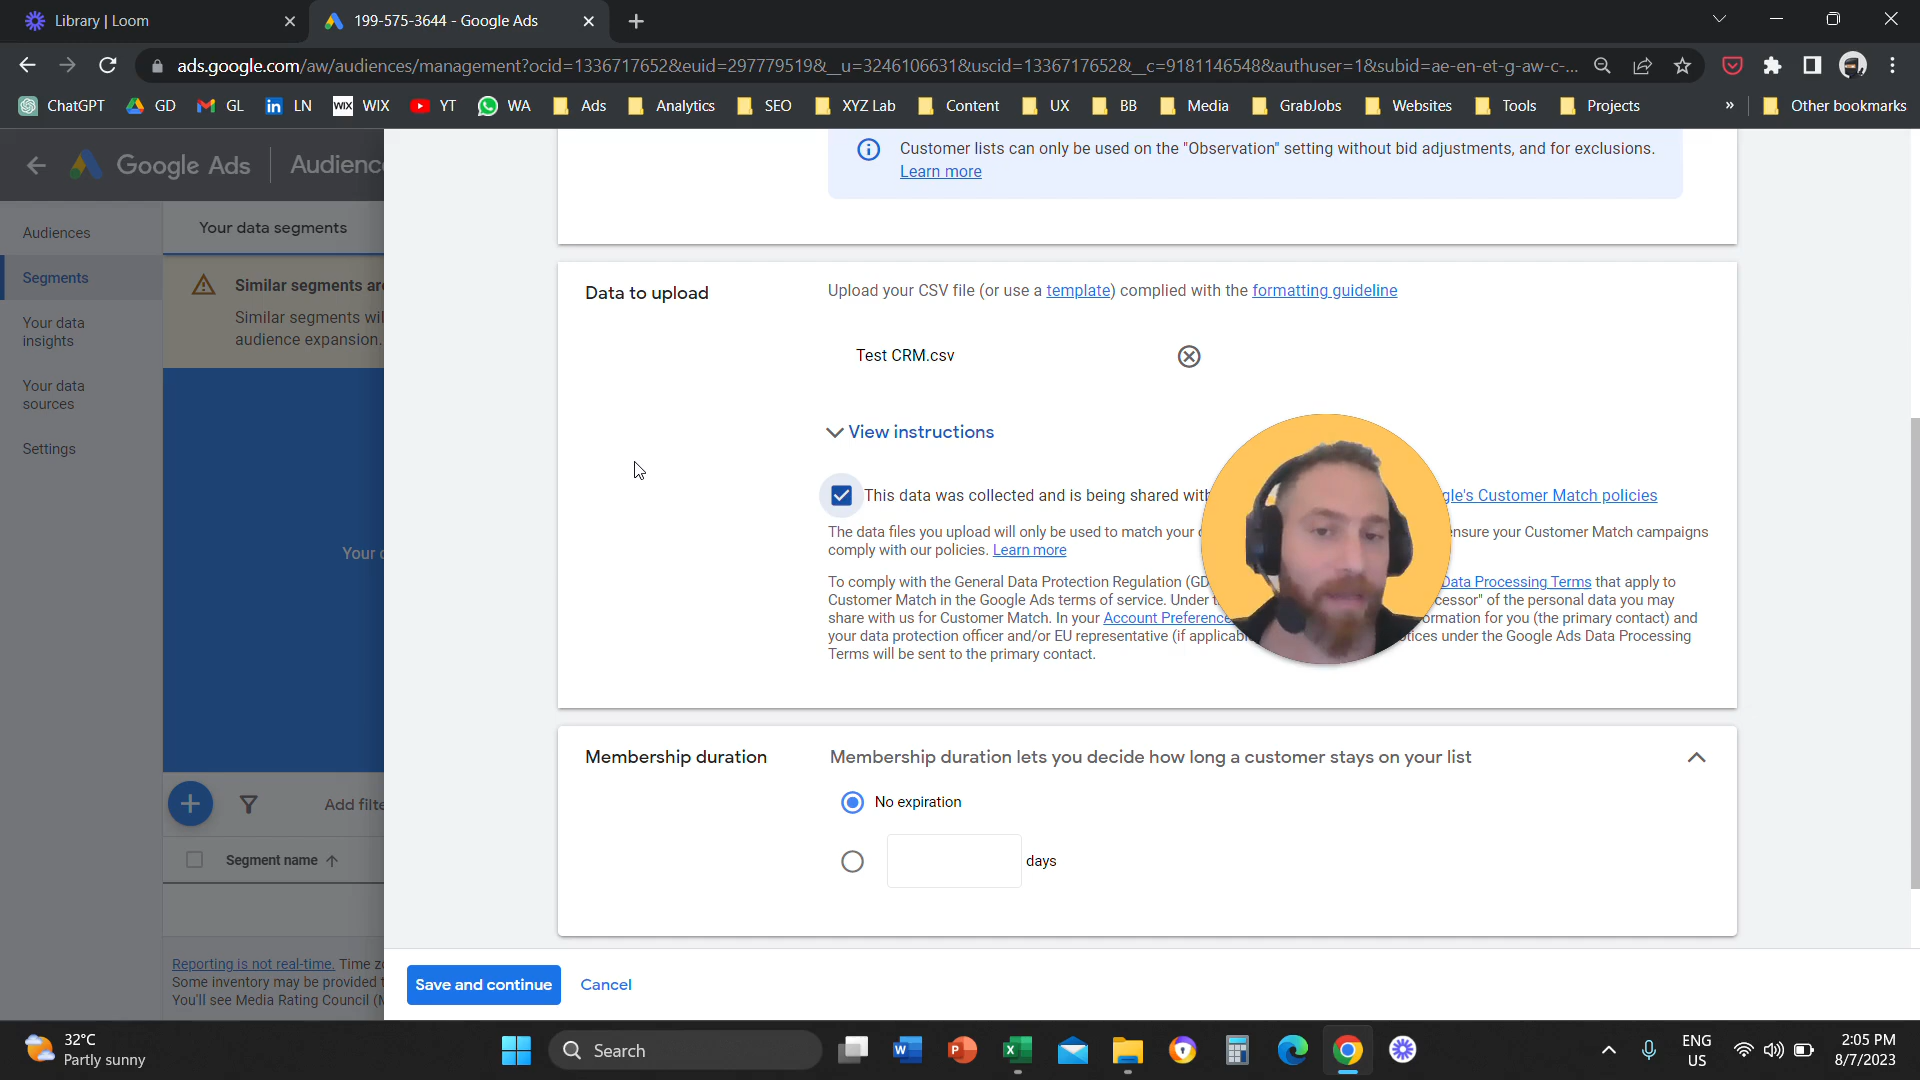 Library | Loom
199-575-3644 - Google Ads
ads.google.com/aw/audiences/management?ocid=1336717652&euid=297779519&__u=3246106631&uscid=1336717652&__c=9181146548&authuser=1&subid=ae-en-et-g-aw-c-...
ChatGPT GD GL LN WIX WIX YT WA Ads Analytics SEO XYZ Lab Content UX BB Media GrabJobs Websites Tools Projects » Other bookmarks
Google Ads Audienc
Customer lists can only be used on the "Observation" setting without bid adjustments, and for exclusions.
Learn more
Audiences
Segments
Your data
insights
Your data
sources
Settings
Your data segments
Similar segments are
Similar segments wil
audience expansion.
Your
Add filte
Segment name
Reporting is not real-time. Time
Some inventory may be provided
You'll see Media Rating Council
Data to upload
Upload your CSV file (or use a template) complied with the formatting guideline
Test CRM.csv
View instructions
This data was collected and is being shared with gle's Customer Match policies
The data files you upload will only be used to match your ensure your Customer Match campaigns
comply with our policies. Learn more
To comply with the General Data Protection Regulation (GD Data Processing Terms that apply to
Customer Match in the Google Ads terms of service. Under cessor" of the personal data you may
share with us for Customer Match. In your Account Preference ormation for you (the primary contact) and
your data protection officer and/or EU representative (if applicab tices under the Google Ads Data Processing
Terms will be sent to the primary contact.
Membership duration
Membership duration lets you decide how long a customer stays on your list
No expiration
days
Save and continue
Cancel
32°C
Partly sunny
Search
ENG
US
2:05 PM
8/7/2023